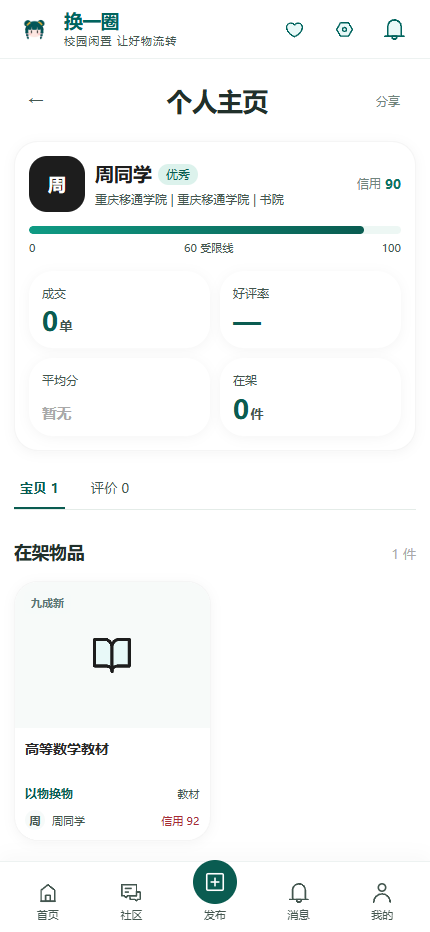 换一圈
校园闲置 让好物流转
← 个人主页 分享
周 周同学 优秀 信用 90
重庆移通学院 | 重庆移通学院 | 书院
0 60 受限线 100
成交 好评率
0单 —
平均分 在架
暂无 0件
宝贝 1 评价 0
在架物品 1 件
九成新
高等数学教材
以物换物 教材
周 周同学 信用 92
首页 社区 发布 消息 我的